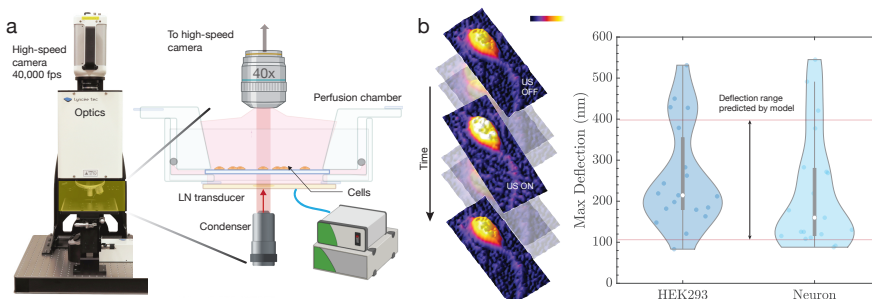 a
High-speed
camera
40,000 fps
lyncée tec
Optics
To high-speed
camera
40x
Perfusion chamber
Cells
LN transducer
Condenser
b
Time
US
OFF
US ON
Max Deflection (nm)
600
500
400
300
200
100
0
Deflection range
predicted by model
HEK293
Neuron